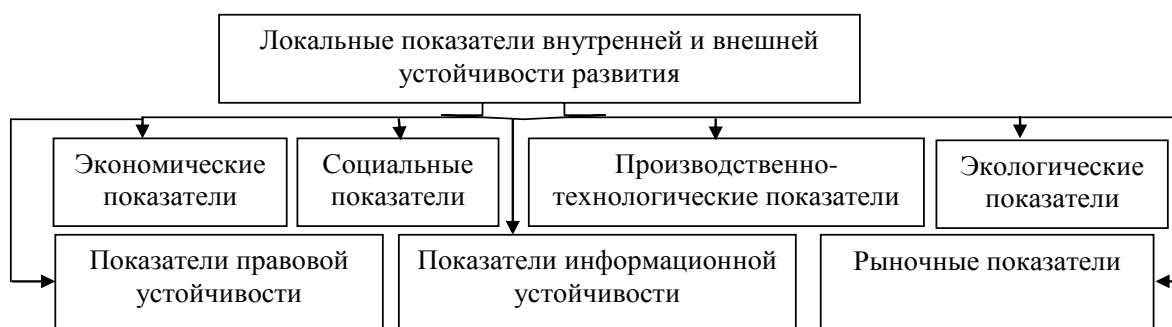 Локальные показатели внутренней и внешней
устойчивости развития
Экономические
показатели
Социальные
показатели
Производственно-
технологические показатели
Экологические
показатели
Показатели правовой
устойчивости
Показатели информационной
устойчивости
Рыночные показатели